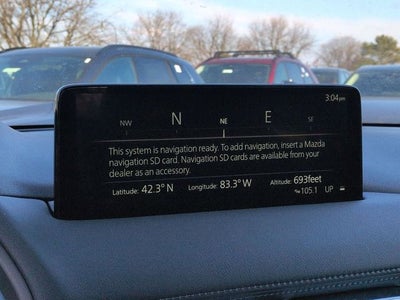 3:04pm
NW N NE E SE
This system is navigation ready. To add navigation, insert a Mazda
navigation SD card. Navigation SD cards are available from your
dealer as an accessory.
Latitude: 42.3° N Longitude: 83.3° W Altitude: 693feet
105.1 UP